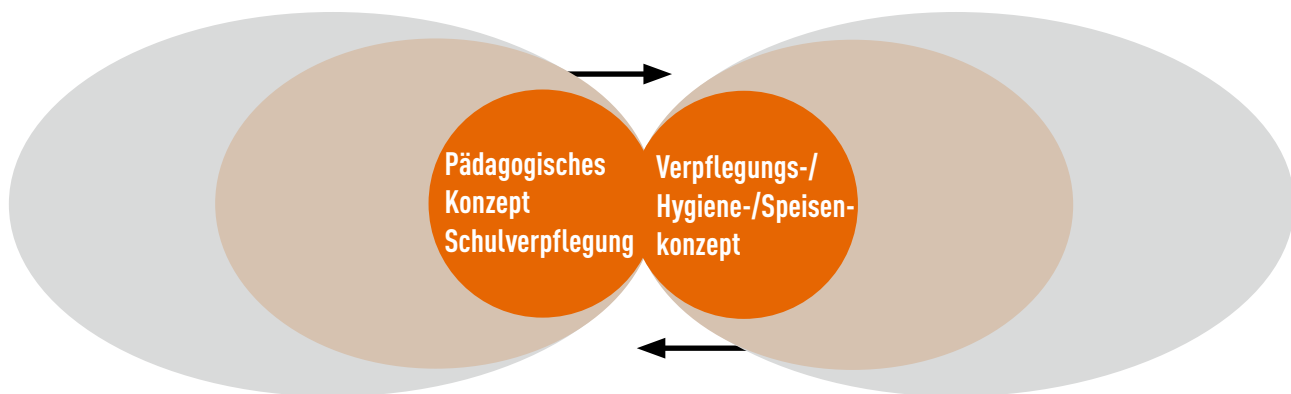 Pädagogisches
Konzept
Schulverpflegung
Verpflegungs-/
Hygiene-/Speisen-
konzept